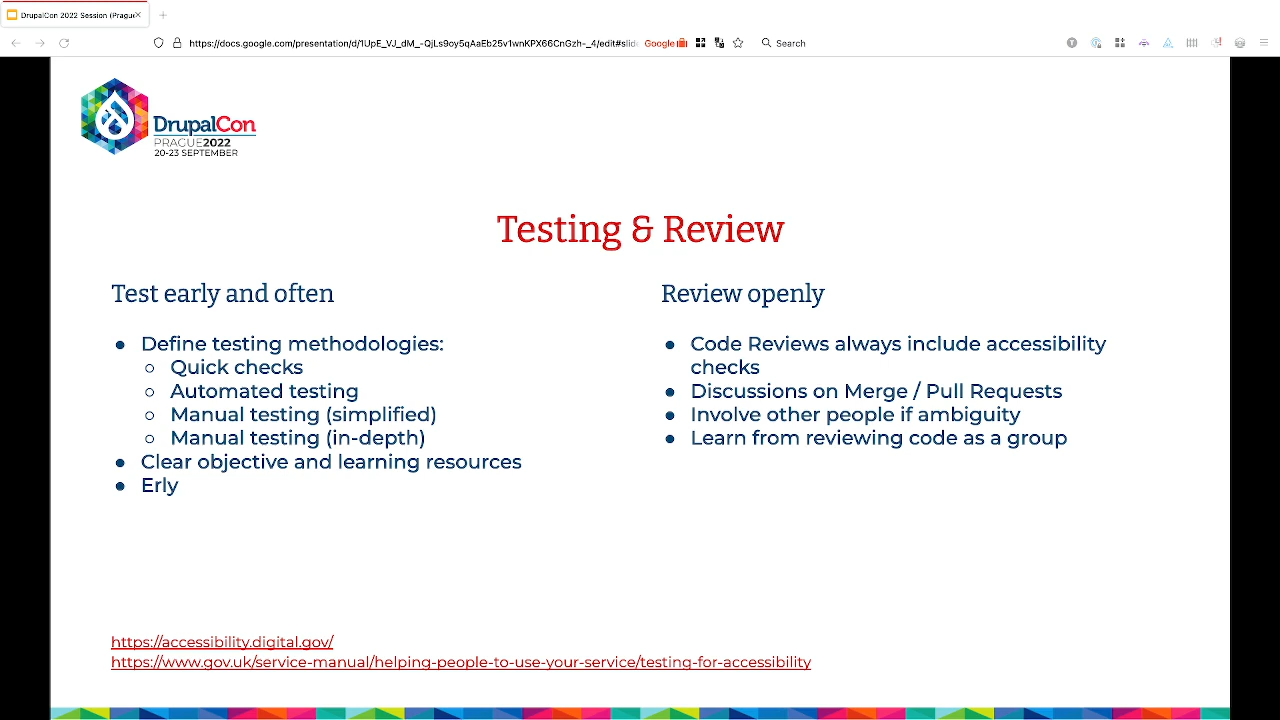 DrupalCon 2022 Session (Pragu
https://docs.google.com/presentation/d/1UpE_VJ_dM_-QjLs9oy5qAaEb25v1wnKPX66CnGzh-_4/edit#slid
Google
Search
DrupalCon
PRAGUE2022
20-23 SEPTEMBER
Testing & Review
Test early and often
● Define testing methodologies:
○ Quick checks
○ Automated testing
○ Manual testing (simplified)
○ Manual testing (in-depth)
● Clear objective and learning resources
● Erly
Review openly
● Code Reviews always include accessibility
checks
● Discussions on Merge / Pull Requests
● Involve other people if ambiguity
● Learn from reviewing code as a group
https://accessibility.digital.gov/
https://www.gov.uk/service-manual/helping-people-to-use-your-service/testing-for-accessibility